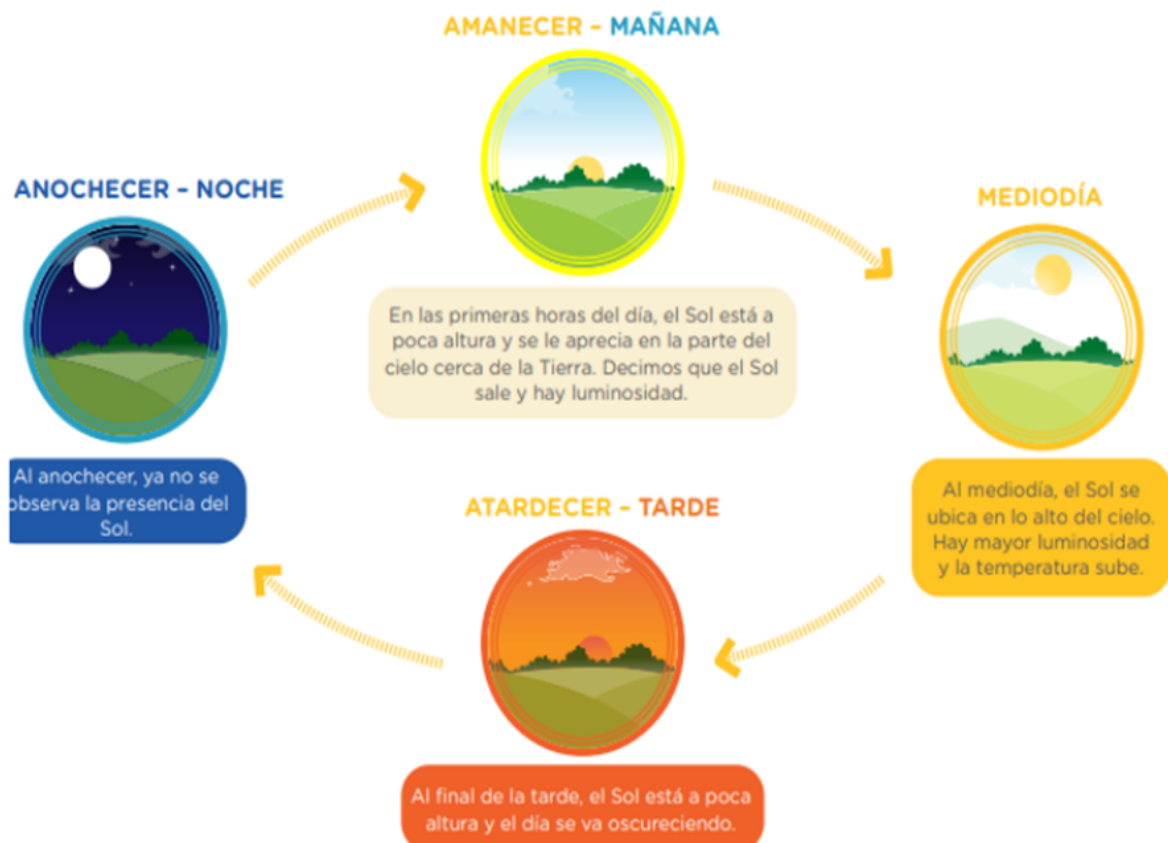 AMANECER – MAÑANA
En las primeras horas del día, el Sol está a
poca altura y se le aprecia en la parte del
cielo cerca de la Tierra. Decimos que el Sol
sale y hay luminosidad.
MEDIODÍA
Al mediodía, el Sol se
ubica en lo alto del cielo.
Hay mayor luminosidad
y la temperatura sube.
ATARDECER – TARDE
Al final de la tarde, el Sol está a poca
altura y el día se va oscureciendo.
ANOCHECER – NOCHE
Al anochecer, ya no se
observa la presencia del
Sol.